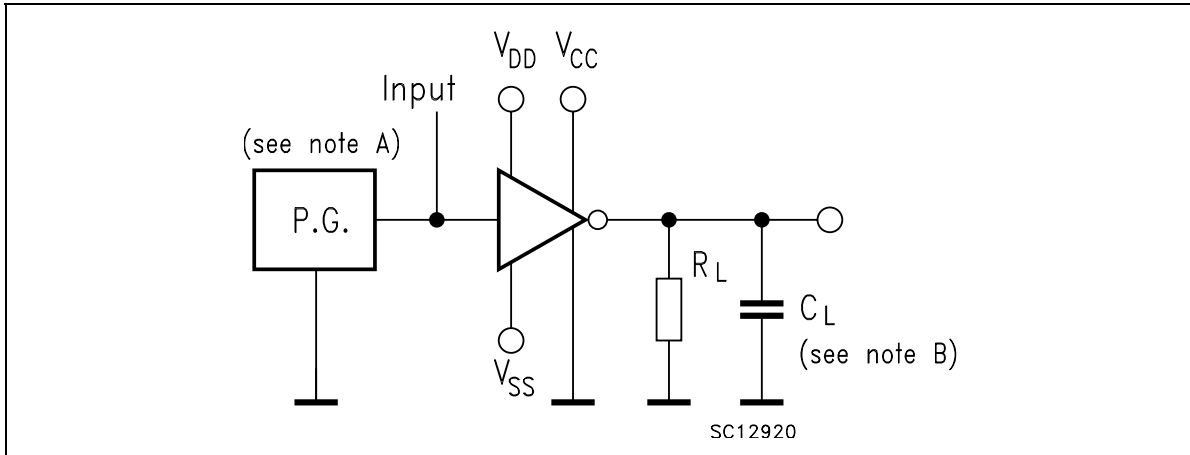 V_DD V_CC
Input
(see note A)
P.G.
R_L
C_L
(see note B)
V_SS
SC12920